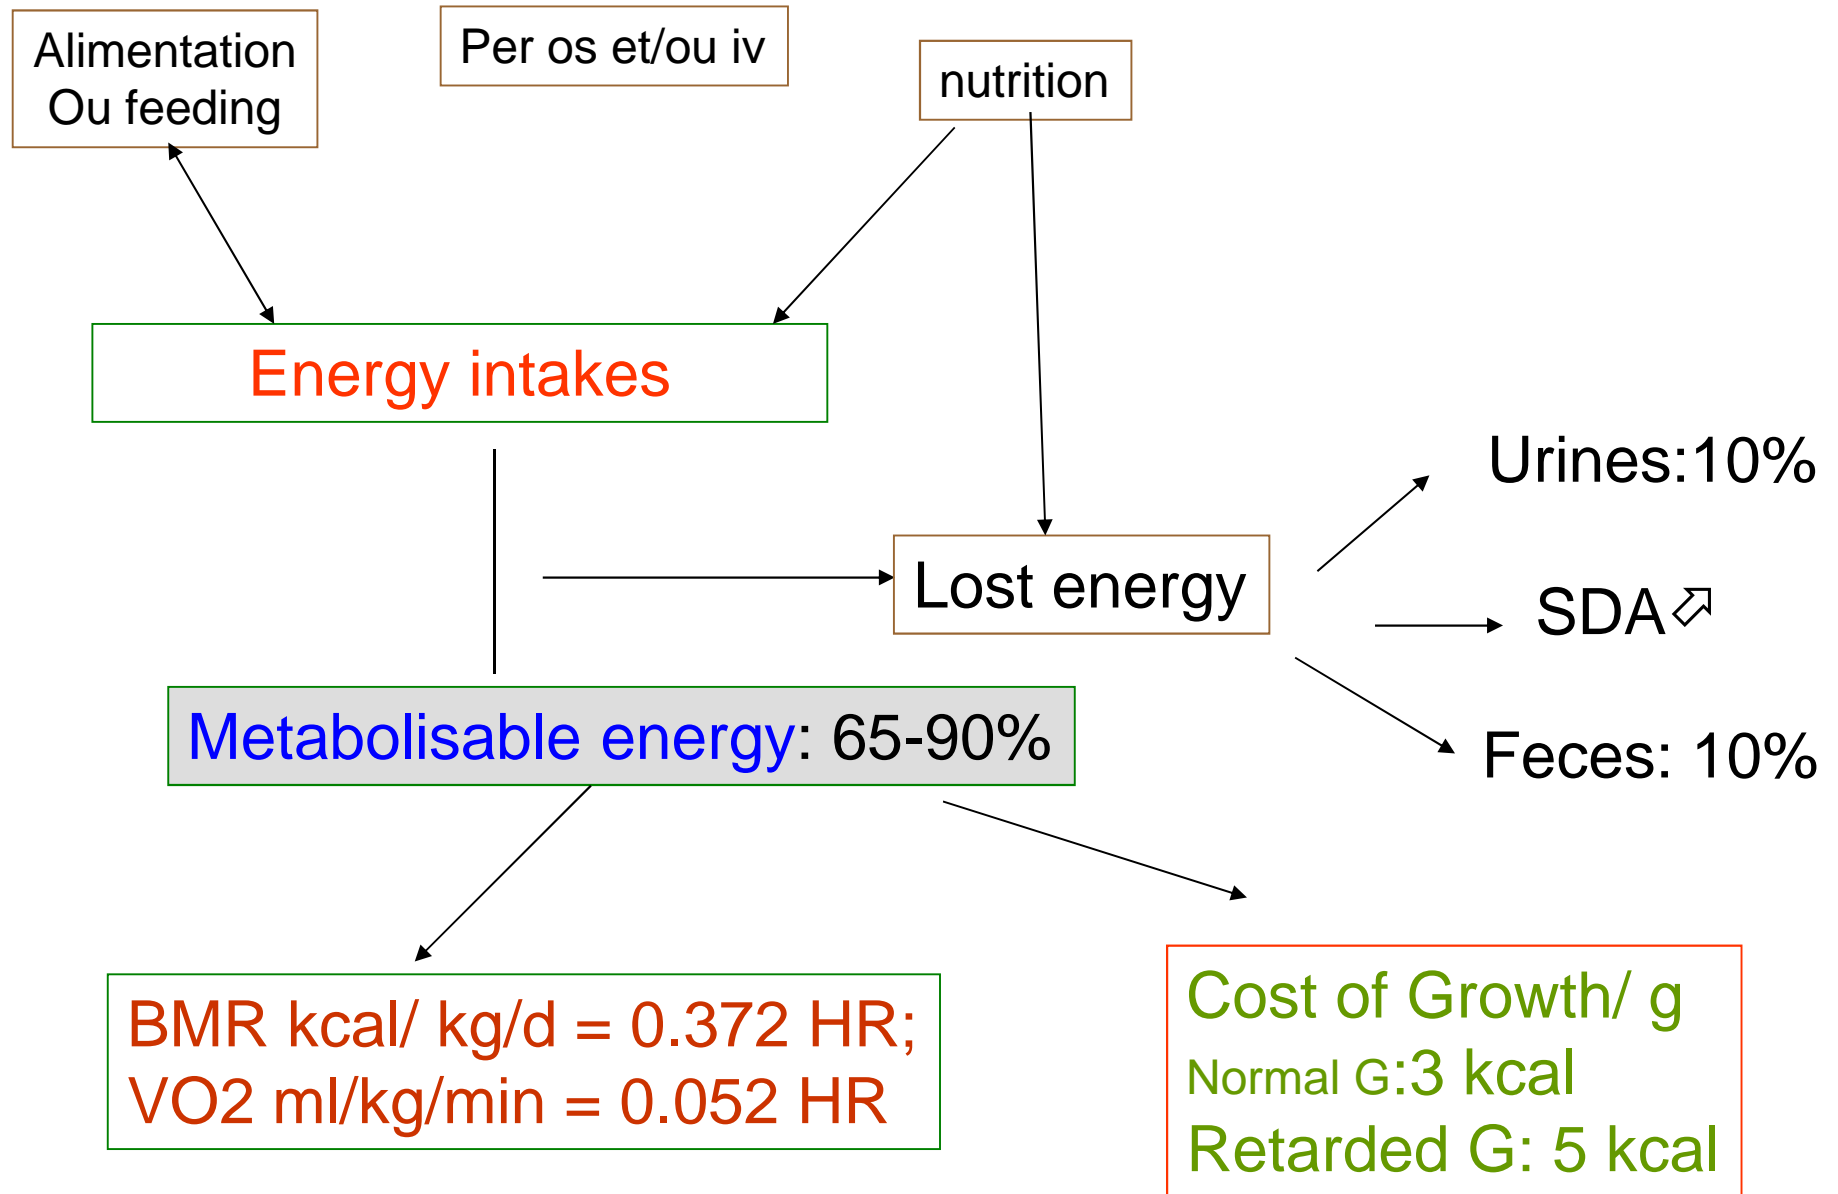 Alimentation
Ou feeding
Per os et/ou iv
nutrition
Energy intakes
Urines:10%
Lost energy
SDA
Feces: 10%
Metabolisable energy: 65-90%
BMR kcal/ kg/d = 0.372 HR;
VO2 ml/kg/min = 0.052 HR
Cost of Growth/ g
Normal G:3 kcal
Retarded G: 5 kcal